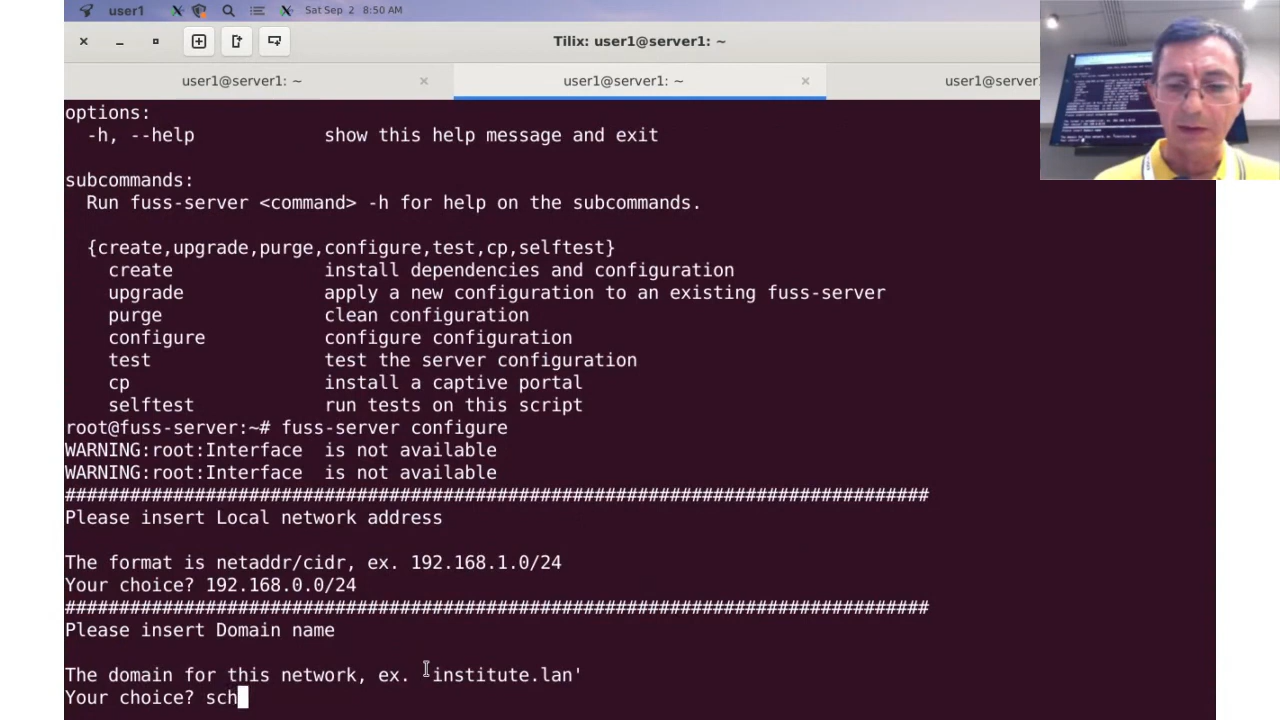 user1
Sat Sep 2 8:50 AM
Tilix: user1@server1: ~
user1@server1: ~
user1@server1: ~
user1@server1:
options:
-h, --help show this help message and exit
subcommands:
Run fuss-server <command> -h for help on the subcommands.
{create,upgrade,purge,configure,test,cp,selftest}
create install dependencies and configuration
upgrade apply a new configuration to an existing fuss-server
purge clean configuration
configure configure configuration
test test the server configuration
cp install a captive portal
selftest run tests on this script
root@fuss-server:~# fuss-server configure
WARNING:root:Interface  is not available
WARNING:root:Interface  is not available
################################################################################
Please insert Local network address
The format is netaddr/cidr, ex. 192.168.1.0/24
Your choice? 192.168.0.0/24
################################################################################
Please insert Domain name
The domain for this network, ex. 'institute.lan'
Your choice? sch